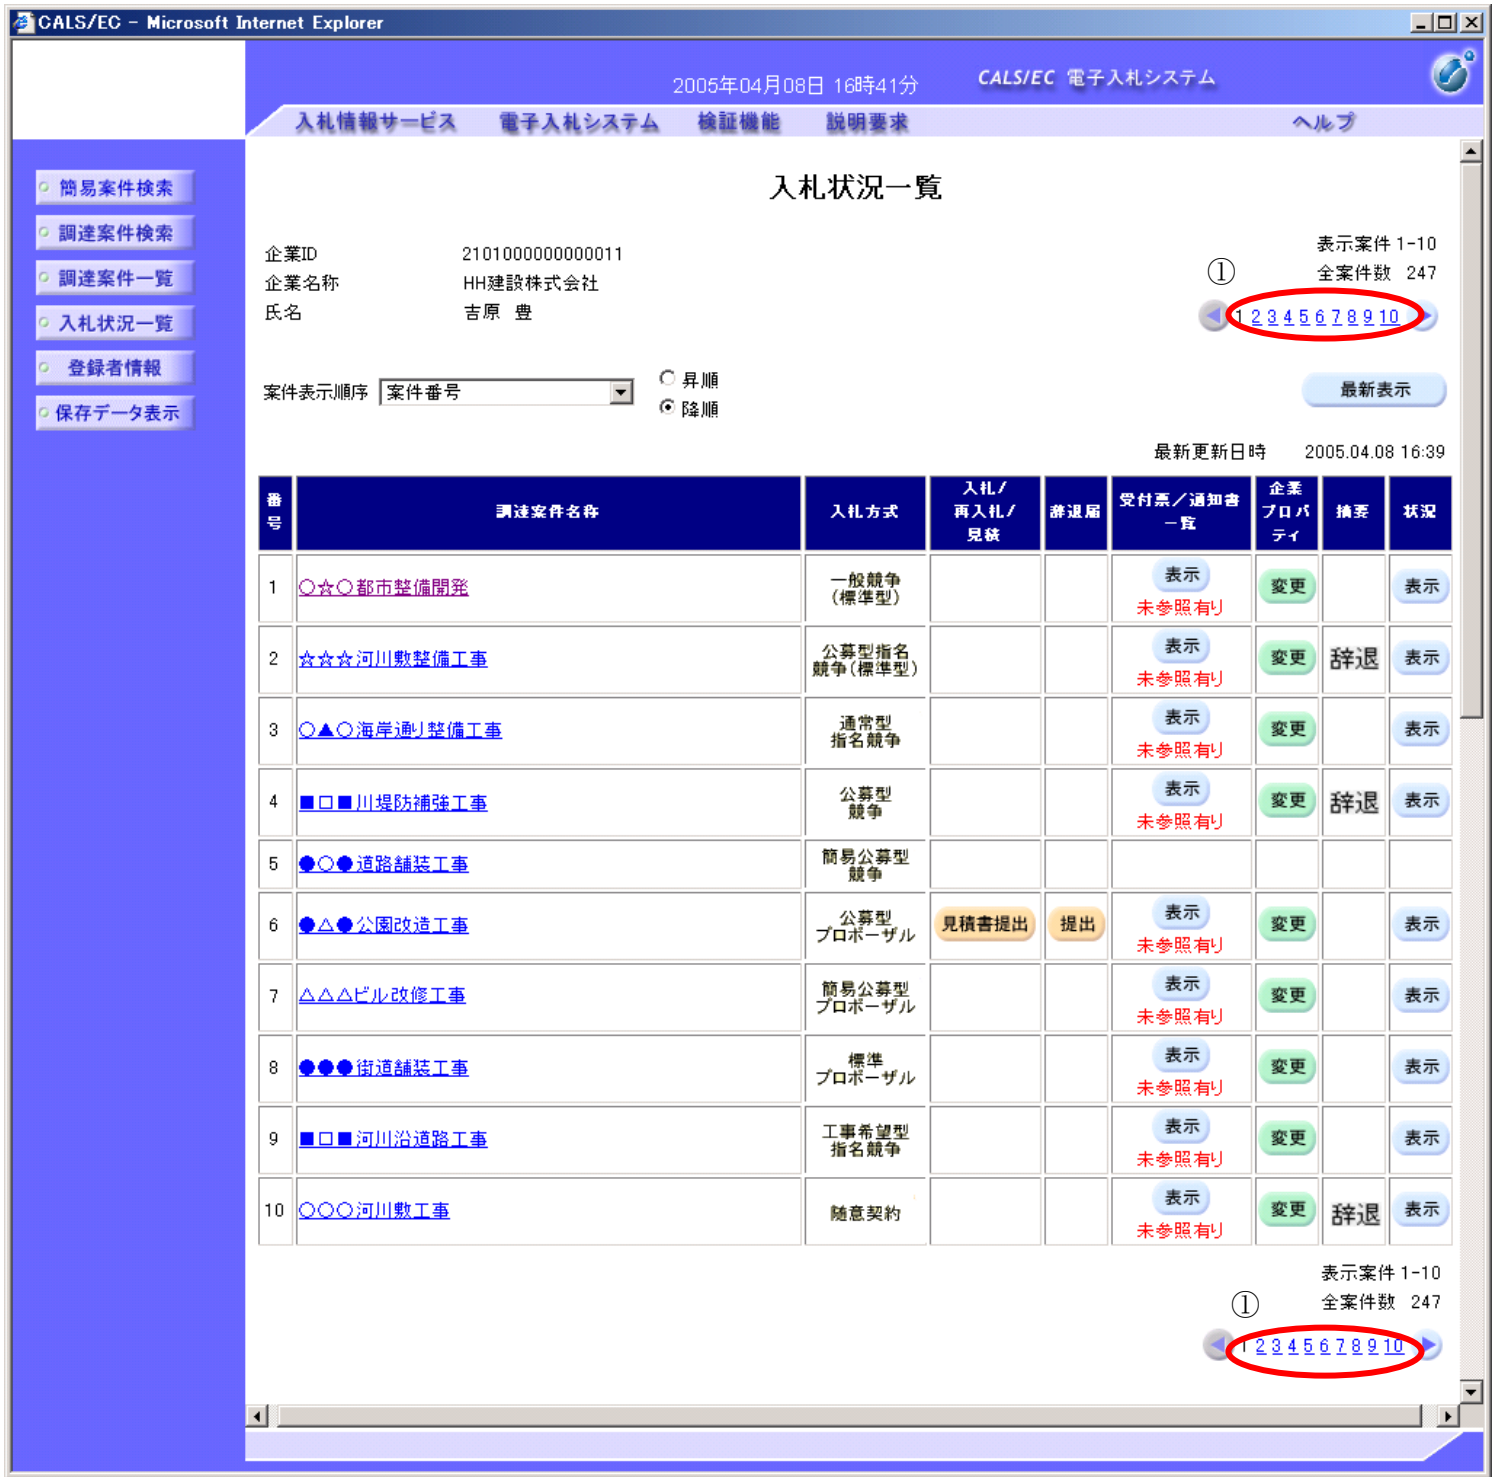 CALS/EC - Microsoft Internet Explorer
2005年04月08日 16時41分
CALS/EC 電子入札システム
入札情報サービス 電子入札システム 検証機能 説明要求 ヘルプ
簡易案件検索
調達案件検索
調達案件一覧
入札状況一覧
登録者情報
保存データ表示
入札状況一覧
企業ID 2101000000000011
企業名称 HH建設株式会社
氏名 吉原 豊
表示案件 1-10
全案件数 247
①
1 2 3 4 5 6 7 8 9 10
案件表示順序 案件番号
昇順
降順
最新表示
最新更新日時 2005.04.08 16:39
番号 調達案件名称 入札方式 入札/再入札/見積 辞退届 受付票/通知書一覧 企業プロパティ 摘要 状況
1 ○☆○都市整備開発 一般競争(標準型) 表示 未参照有り 変更 表示
2 ☆☆☆河川敷整備工事 公募型指名競争(標準型) 表示 未参照有り 変更 辞退 表示
3 ○▲○海岸通り整備工事 通常型指名競争 表示 未参照有り 変更 表示
4 ■□■川堤防補強工事 公募型競争 表示 未参照有り 変更 辞退 表示
5 ●○●道路舗装工事 簡易公募型競争
6 ●△●公園改造工事 公募型プロポーザル 見積書提出 提出 表示 未参照有り 変更 表示
7 △△△ビル改修工事 簡易公募型プロポーザル 表示 未参照有り 変更 表示
8 ●●●街道舗装工事 標準プロポーザル 表示 未参照有り 変更 表示
9 ■□■河川沿道路工事 工事希望型指名競争 表示 未参照有り 変更 表示
10 ○○○河川敷工事 随意契約 表示 未参照有り 変更 辞退 表示
表示案件 1-10
全案件数 247
①
1 2 3 4 5 6 7 8 9 10